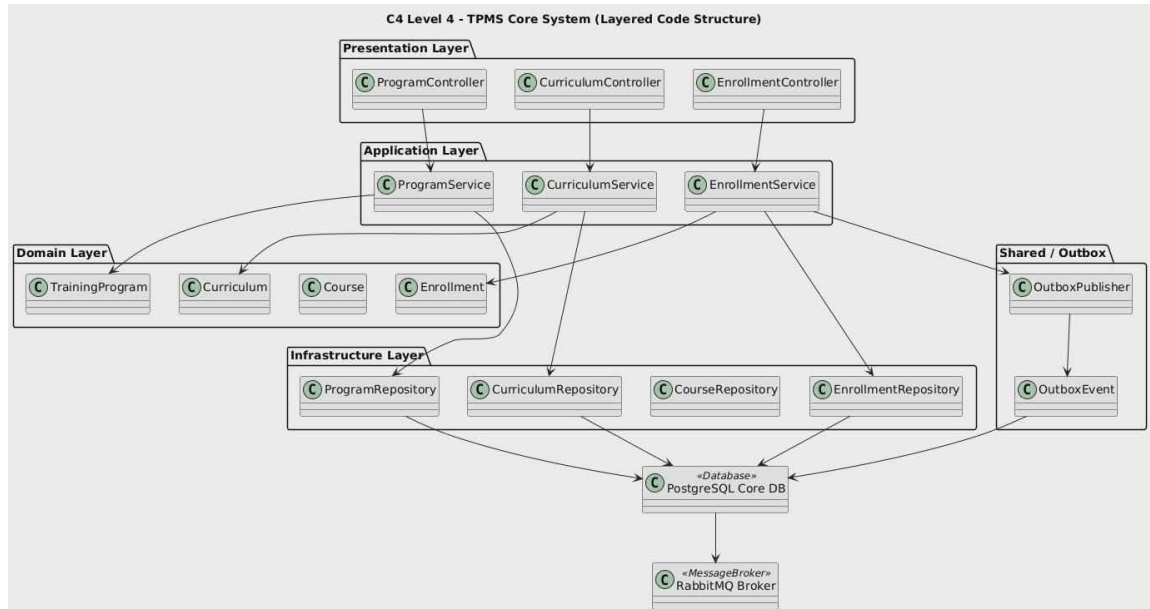 C4 Level 4 - TPMS Core System (Layered Code Structure)
Presentation Layer
C ProgramController
C CurriculumController
C EnrollmentController
Application Layer
C ProgramService
C CurriculumService
C EnrollmentService
Domain Layer
C TrainingProgram
C Curriculum
C Course
C Enrollment
Shared / Outbox
C OutboxPublisher
Infrastructure Layer
C ProgramRepository
C CurriculumRepository
C CourseRepository
C EnrollmentRepository
C OutboxEvent
«Database»
C PostgreSQL Core DB
«MessageBroker»
C RabbitMQ Broker